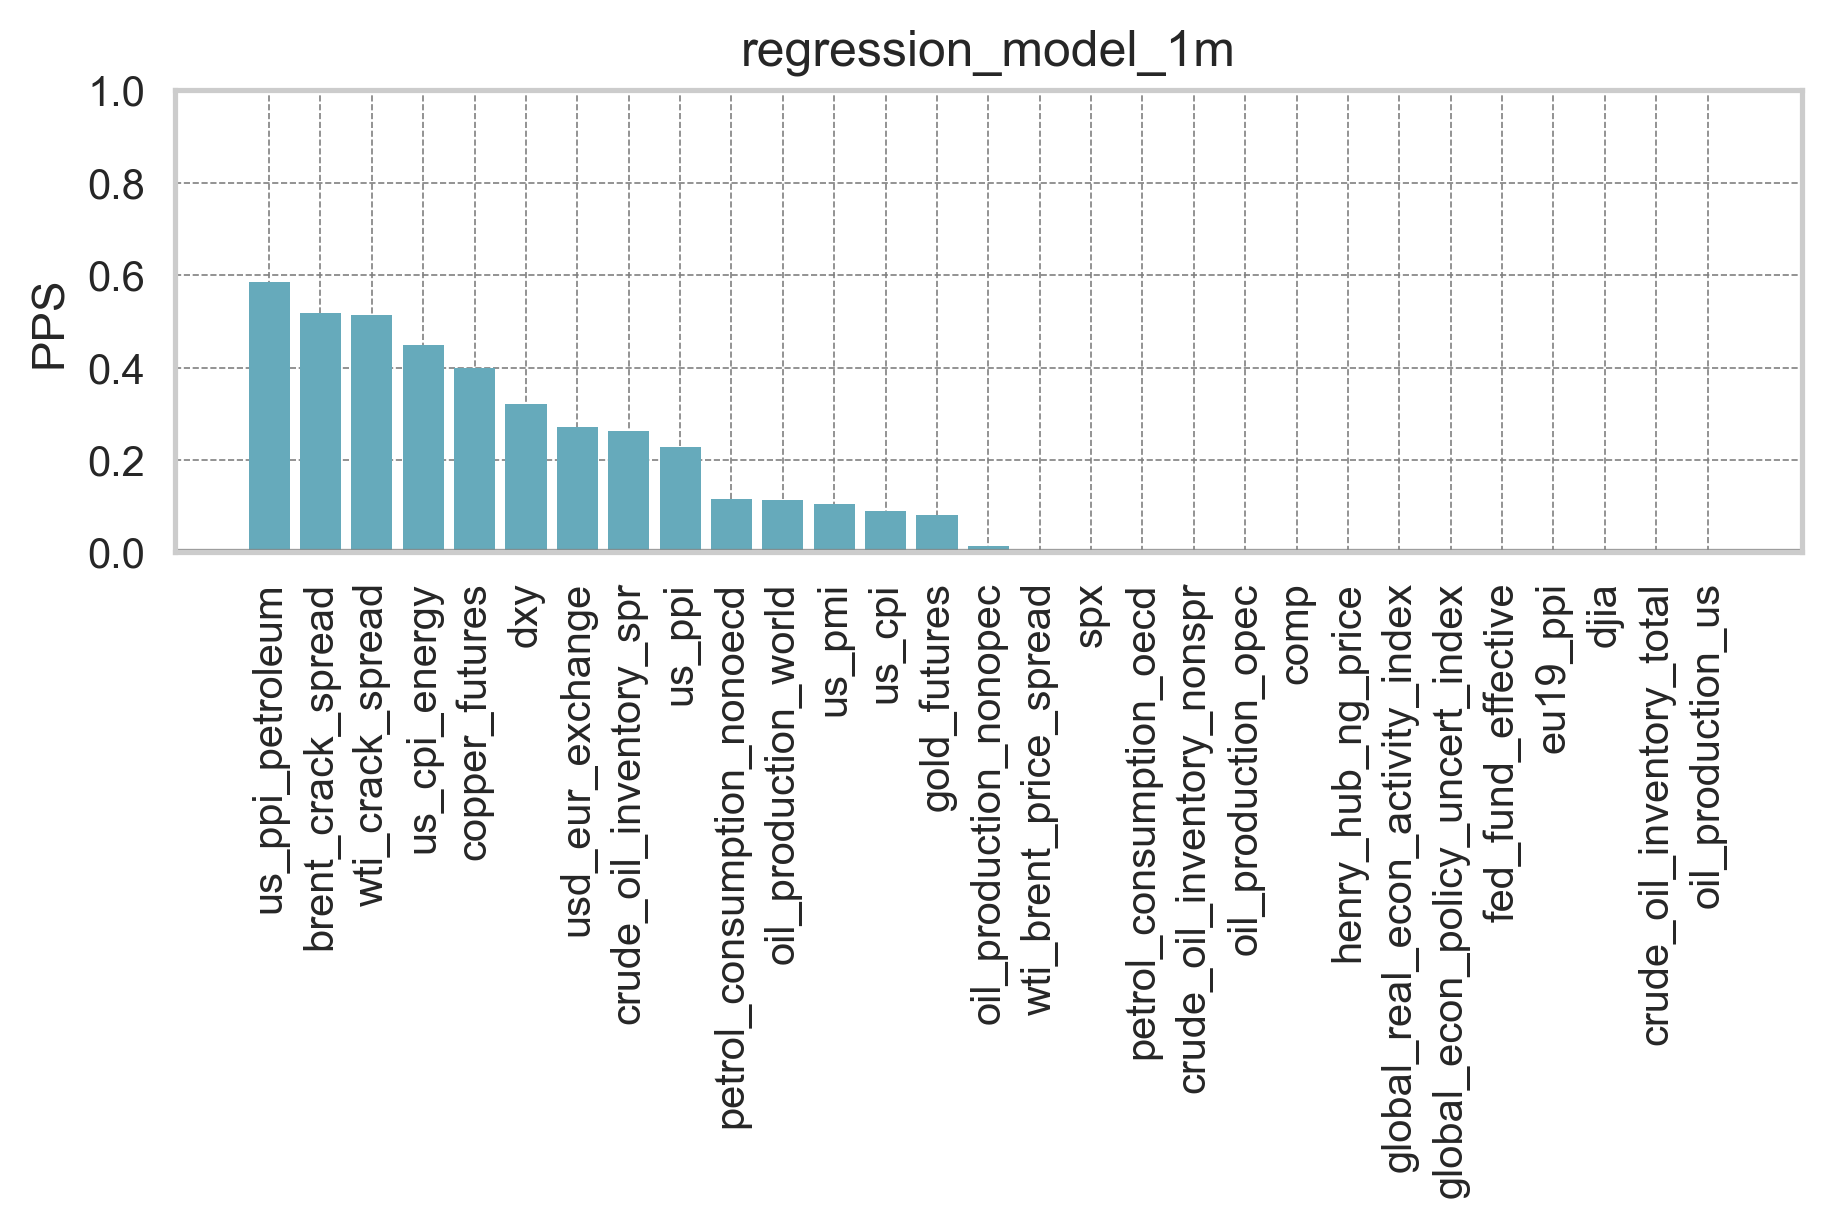 regression_model_1m
PPS
1.0
0.8
0.6
0.4
0.2
0.0
us_ppi_petroleum
brent_crack_spread
wti_crack_spread
us_cpi_energy
copper_futures
dxy
usd_eur_exchange
crude_oil_inventory_spr
us_ppi
petrol_consumption_nonoecd
oil_production_world
us_pmi
us_cpi
gold_futures
oil_production_nonopec
wti_brent_price_spread
spx
petrol_consumption_oecd
crude_oil_inventory_nonspr
oil_production_opec
comp
henry_hub_ng_price
global_real_econ_activity_index
global_econ_policy_uncert_index
fed_fund_effective
eu19_ppi
djia
crude_oil_inventory_total
oil_production_us